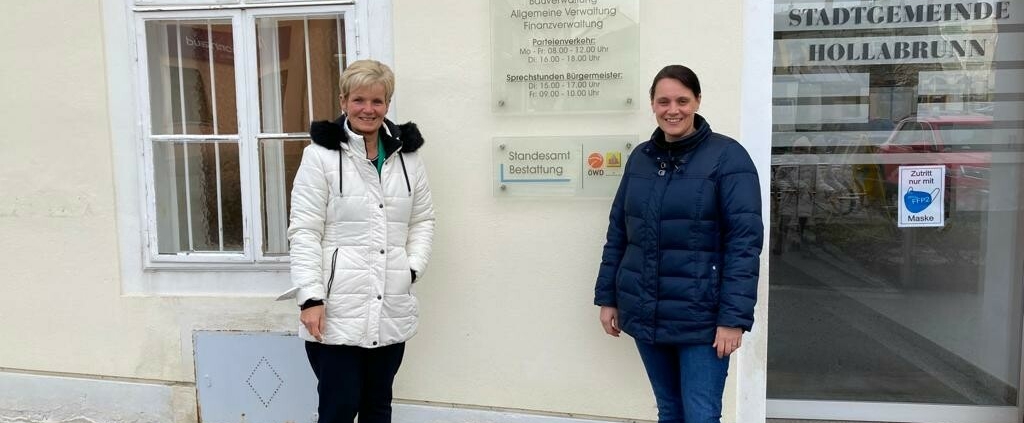 Bauverwaltung
Allgemeine Verwaltung
Finanzverwaltung
Parteienverkehr:
Mo - Fr: 08.00 - 12.00 Uhr
Di: 16.00 - 18.00 Uhr
Sprechstunden Bürgermeister:
Di: 15.00 - 17.00 Uhr
Fr: 09.00 - 10.00 Uhr
Standesamt
Bestattung
GWD
STADTGEMEINDE
HOLLABRUNN
Zutritt
nur mit
FFP2
Maske